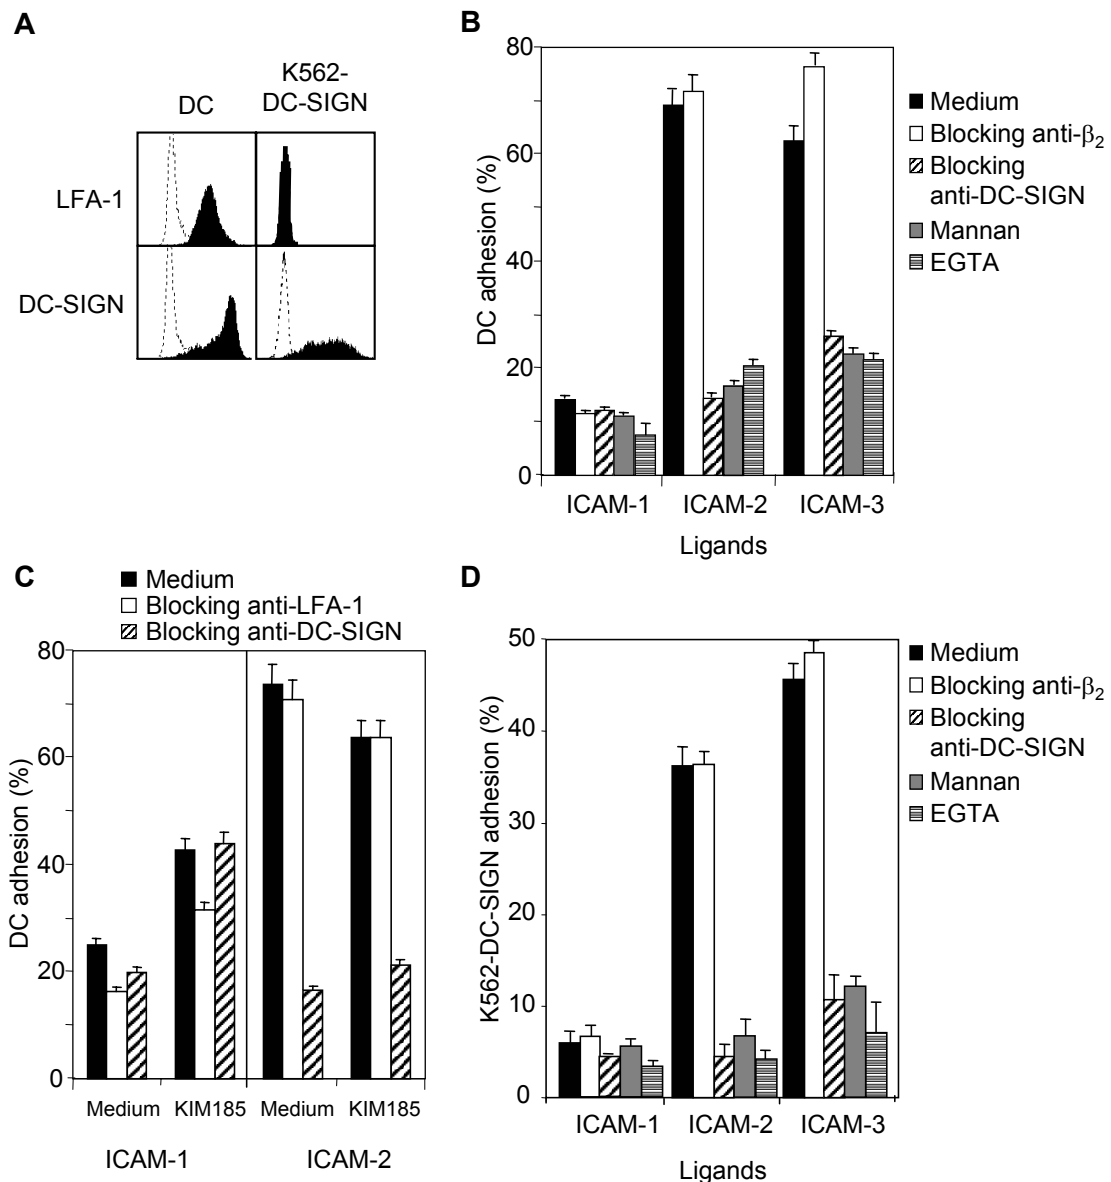 A
DC
K562-
DC-SIGN
LFA-1
DC-SIGN
B
DC adhesion (%)
80
60
40
20
0
ICAM-1 ICAM-2 ICAM-3
Ligands
Medium
Blocking anti-β2
Blocking
anti-DC-SIGN
Mannan
EGTA
C
Medium
Blocking anti-LFA-1
Blocking anti-DC-SIGN
DC adhesion (%)
80
60
40
20
0
Medium KIM185 Medium KIM185
ICAM-1 ICAM-2
D
K562-DC-SIGN adhesion (%)
50
40
30
20
10
0
ICAM-1 ICAM-2 ICAM-3
Ligands
Medium
Blocking anti-β2
Blocking
anti-DC-SIGN
Mannan
EGTA